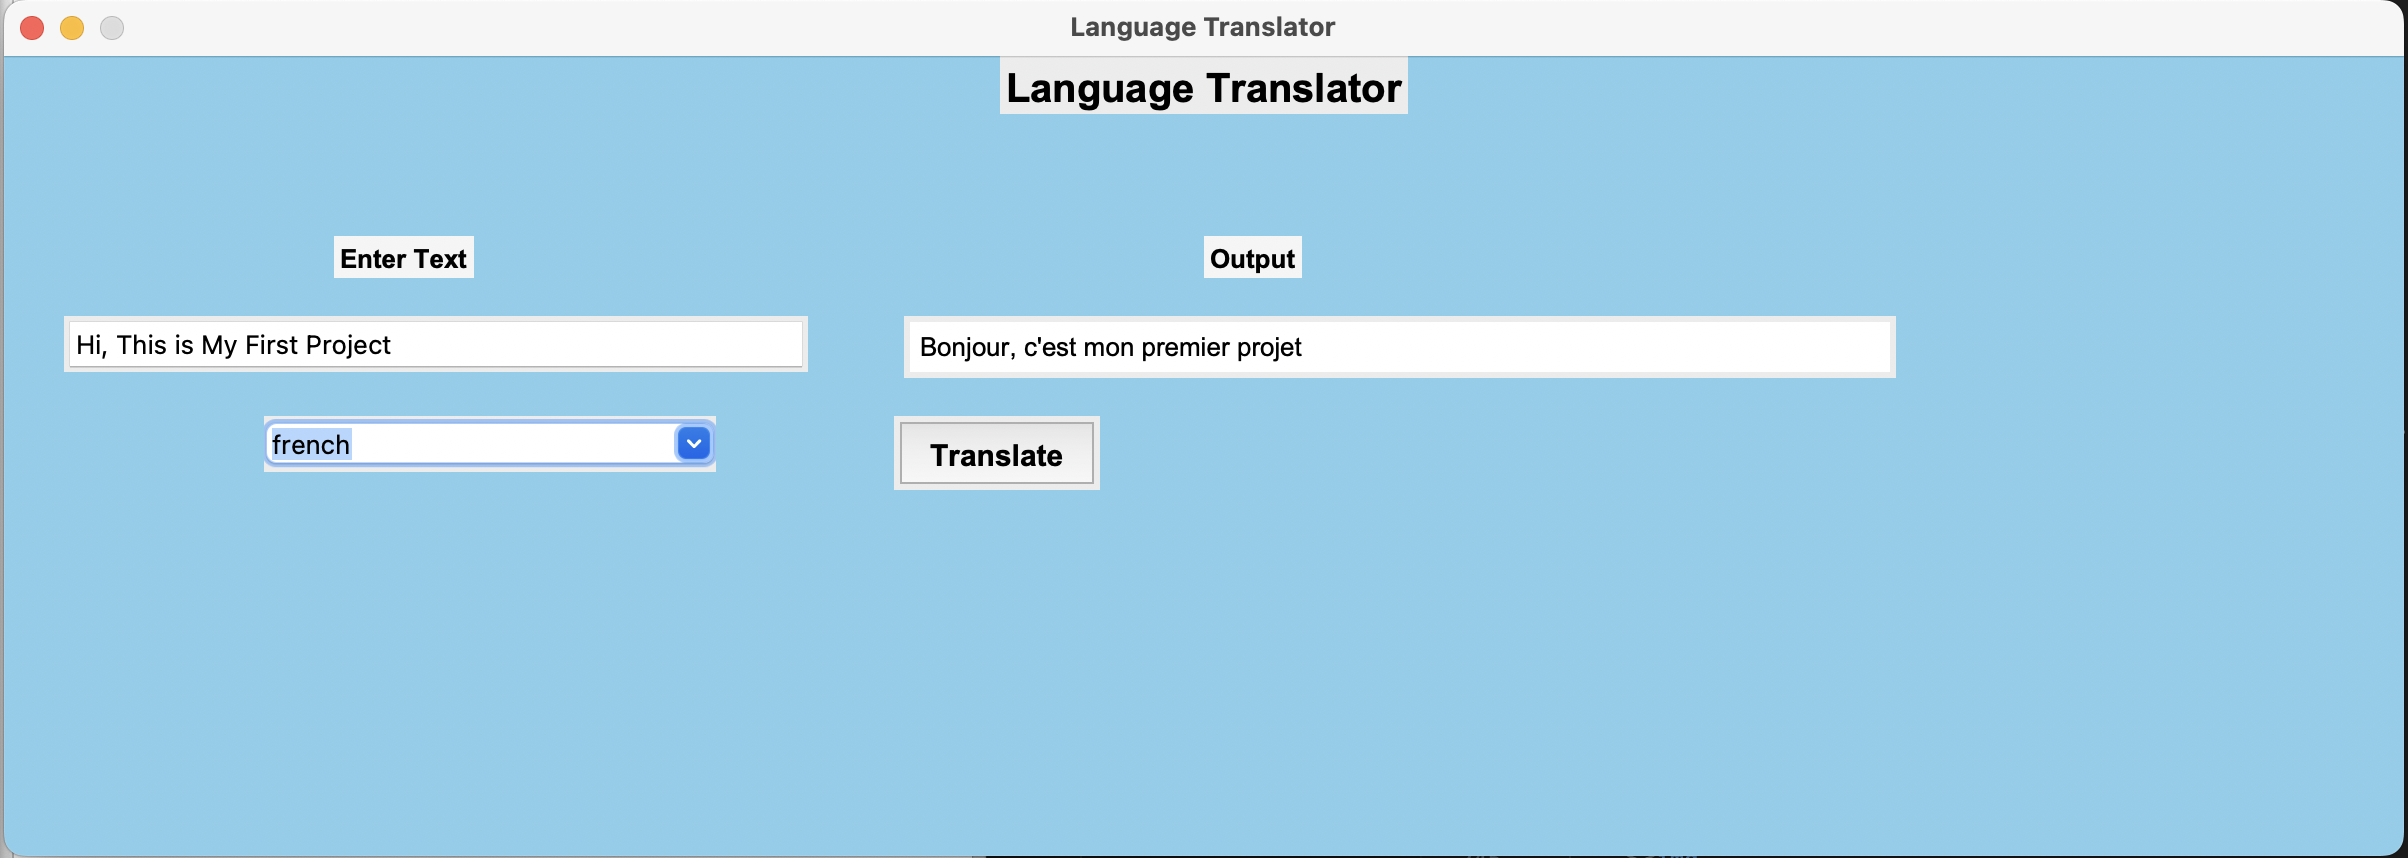 Language Translator
Language Translator
Enter Text
Output
Hi, This is My First Project
Bonjour, c'est mon premier projet
french
Translate